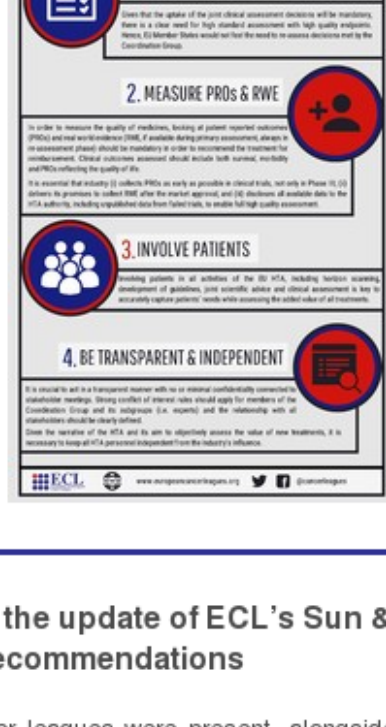 Given that the uptake of the joint clinical assessment decisions will be mandatory,
there is a clear need for high standard assessment with high quality endpoints.
Hence, EU Member States would not feel the need to re-assess decisions met by the
Coordination Group.
2. MEASURE PROs & RWE
In order to measure the quality of medicines, looking at patient reported outcomes
(PROs) and real world evidence (RWE, if available during primary assessment, always in
re-assessment phase) should be mandatory in order to recommend the treatment for
reimbursement. Clinical outcomes assessed should include both survival, morbidity
and PROs reflecting the quality of life.
It is essential that industry (i) collects PROs as early as possible in clinical trials, not only in Phase III, (ii)
delivers its promises to collect RWE after the market approval, and (iii) discloses all available data to the
HTA authority, including unpublished data from failed trials, to enable full high quality assessment.
3. INVOLVE PATIENTS
Involving patients in all activities of the EU HTA, including horizon scanning,
development of guidelines, joint scientific advice and clinical assessment is key to
accurately capture patients' needs while assessing the added value of all treatments.
4. BE TRANSPARENT & INDEPENDENT
It is crucial to act in a transparent manner with no or minimal confidentiality connected to
stakeholder meetings. Strong conflict of interest rules should apply for members of the
Coordination Group and its subgroups (i.e. experts) and the relationship with all
stakeholders should be clearly defined.
Given the narrative of the HTA and its aim to objectively assess the value of new treatments, it is
necessary to keep all HTA personnel independent from the industry's influence.
ECL www.europeancancerleagues.org @cancerleagues
the update of ECL's Sun &
ecommendations
er leagues were present, alongside